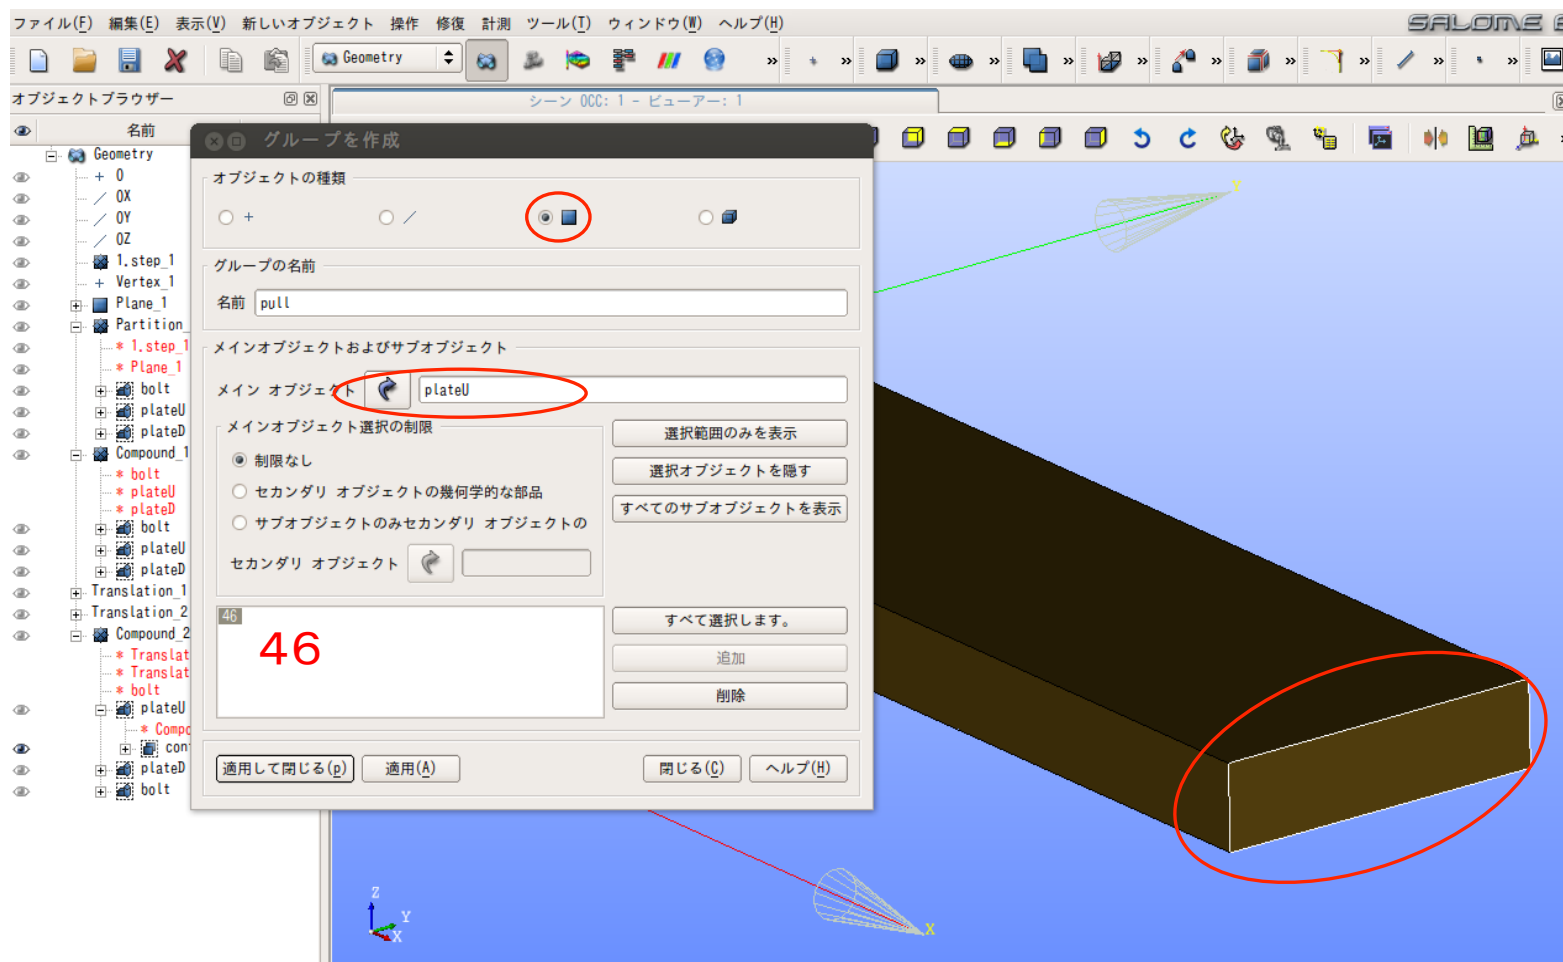 ファイル(F) 編集(E) 表示(V) 新しいオブジェクト 操作 修復 計測 ツール(T) ウィンドウ(W) ヘルプ(H)
SALOME
Geometry
オブジェクトブラウザー
シーン OCC: 1 - ビューアー: 1
名前
Geometry
O
OX
OY
OZ
1.step_1
Vertex_1
Plane_1
Partition_
* 1.step_1
* Plane_1
bolt
plateU
plateD
Compound_1
* bolt
* plateU
* plateD
bolt
plateU
plateD
Translation_1
Translation_2
Compound_2
* Translat
* Translat
* bolt
plateU
* Compo
con
plateD
bolt
グループを作成
オブジェクトの種類
グループの名前
名前 pull
メインオブジェクトおよびサブオブジェクト
メイン オブジェクト plateU
メインオブジェクト選択の制限
制限なし
セカンダリ オブジェクトの幾何学的な部品
サブオブジェクトのみセカンダリ オブジェクトの
セカンダリ オブジェクト
選択範囲のみを表示
選択オブジェクトを隠す
すべてのサブオブジェクトを表示
46
46
すべて選択します。
追加
削除
適用して閉じる(p) 適用(A) 閉じる(C) ヘルプ(H)
Y
X
Z
Y
X